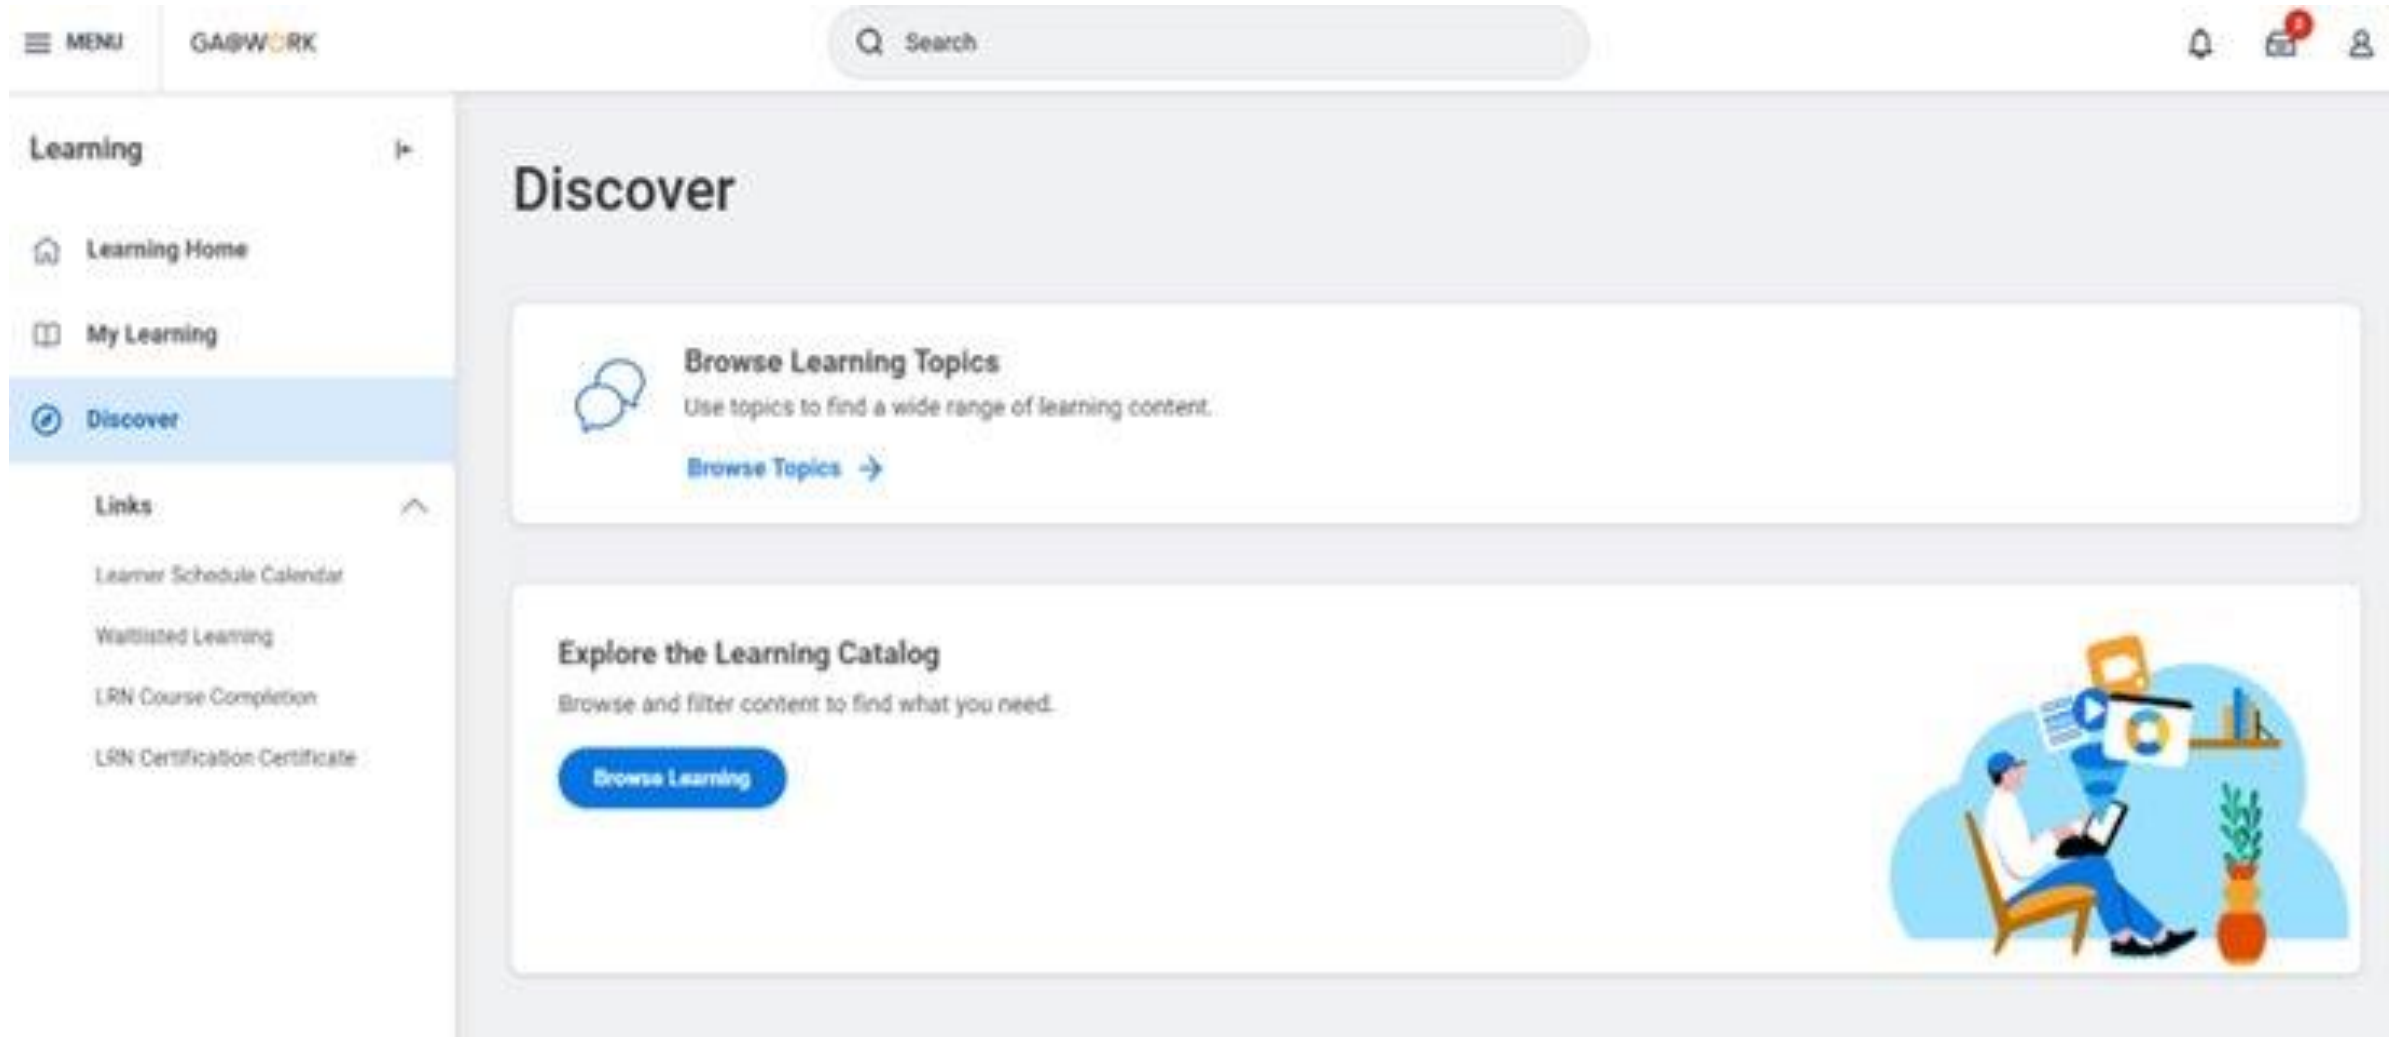 MENU
GA@WORK
Search
Learning
Learning Home
My Learning
Discover
Links
Learner Schedule Calendar
Waitlisted Learning
LRN Course Completion
LRN Certification Certificate
Discover
Browse Learning Topics
Use topics to find a wide range of learning content.
Browse Topics
Explore the Learning Catalog
Browse and filter content to find what you need.
Browse Learning